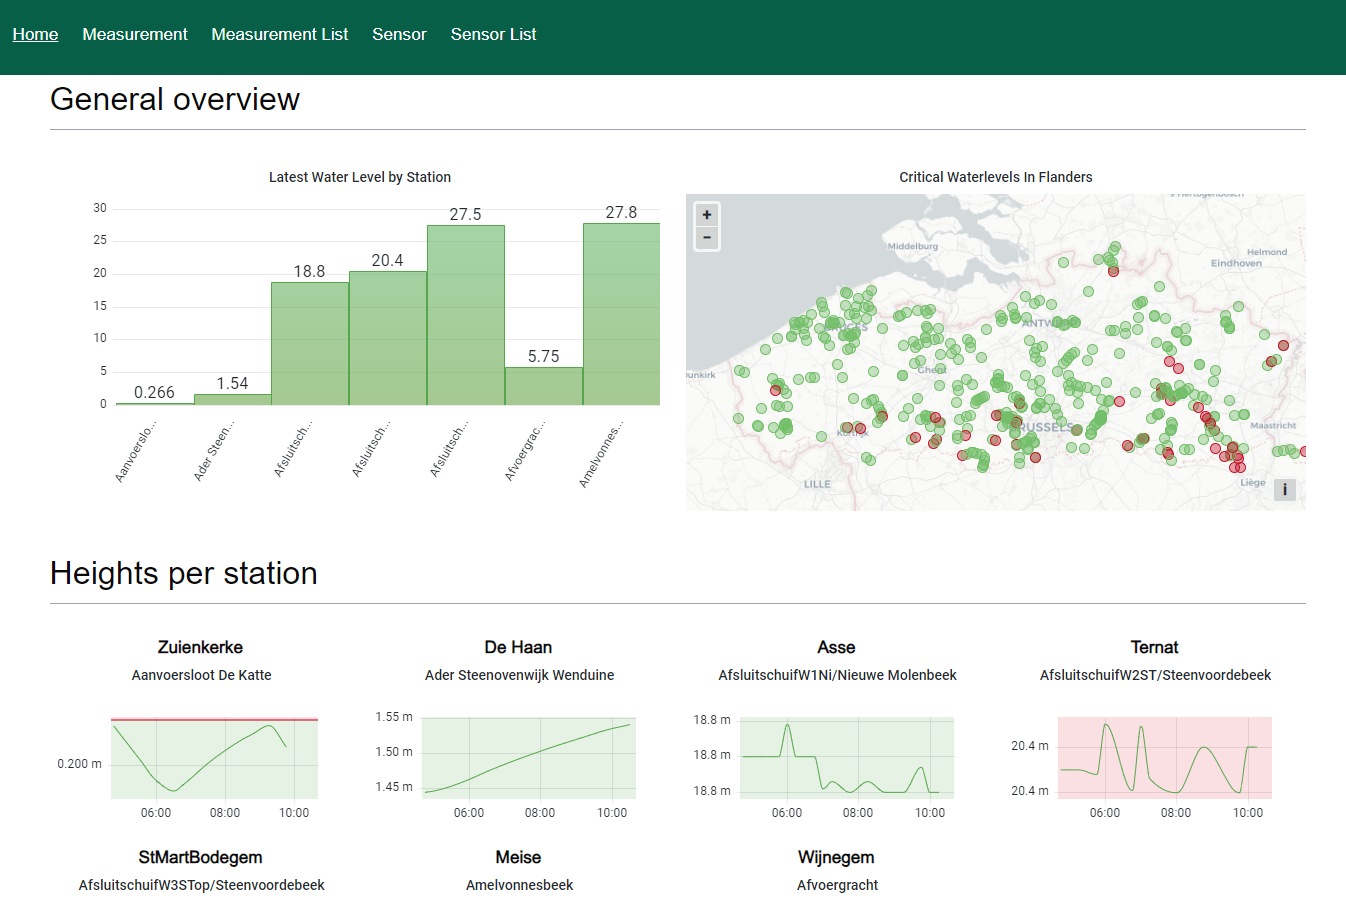 Home Measurement Measurement List Sensor Sensor List
General overview
Latest Water Level by Station
30
25
20
15
10
5
0
0.266
1.54
18.8
20.4
27.5
5.75
27.8
Aanvoerslo...
Ader Steen...
Afsluitsch...
Afsluitsch...
Afsluitsch...
Afvoergrac...
Amelvonnes...
Critical Waterlevels In Flanders
+
−
Middelburg
Helmond
Eindhoven
ANTW
Ghent
RUSSELS
Maastricht
LILLE
Liège
i
Heights per station
Zuienkerke
Aanvoersloot De Katte
0.200 m
06:00 08:00 10:00
De Haan
Ader Steenovenwijk Wenduine
1.55 m
1.50 m
1.45 m
06:00 08:00 10:00
Asse
AfsluitschuifW1Ni/Nieuwe Molenbeek
18.8 m
18.8 m
18.8 m
06:00 08:00 10:00
Ternat
AfsluitschuifW2ST/Steenvoordebeek
20.4 m
20.4 m
06:00 08:00 10:00
StMartBodegem
AfsluitschuifW3STop/Steenvoordebeek
Meise
Amelvonnesbeek
Wijnegem
Afvoergracht